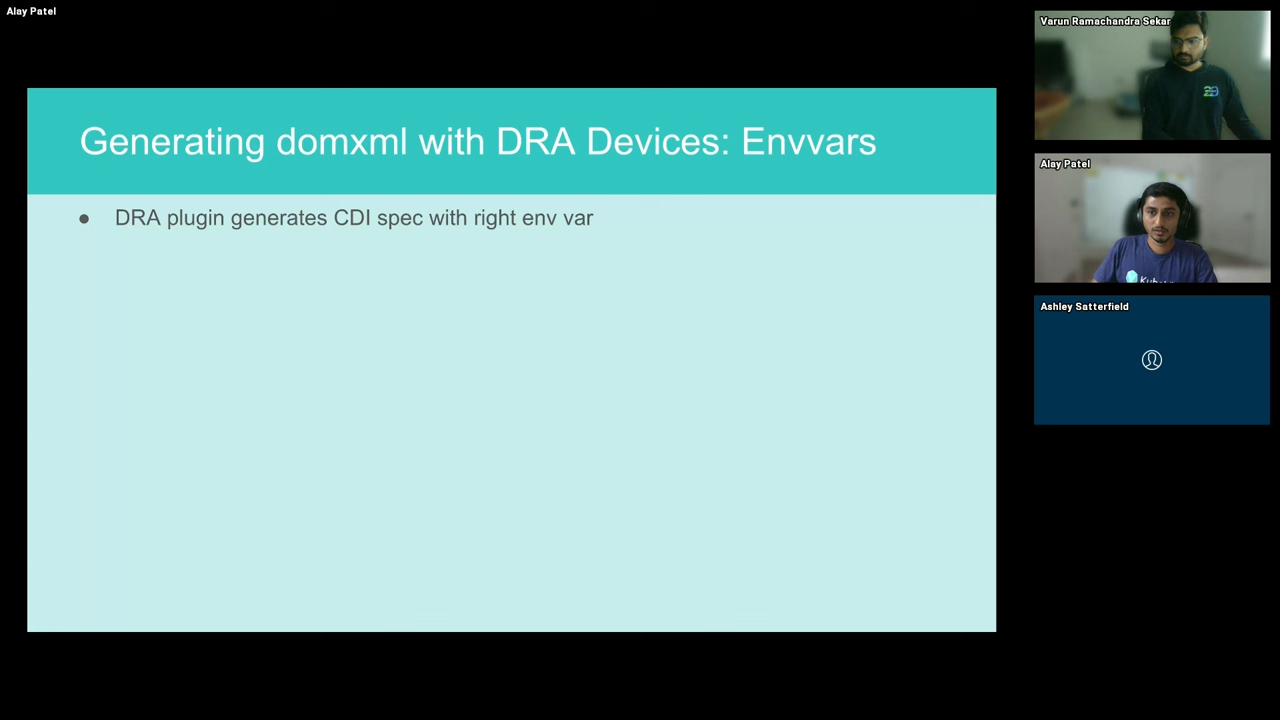 Alay Patel
Varun Ramachandra Sekar
Generating domxml with DRA Devices: Envvars
Alay Patel
● DRA plugin generates CDI spec with right env var
Ashley Satterfield